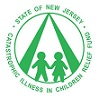 • STATE OF NEW JERSEY •
CATASTROPHIC ILLNESS IN CHILDREN RELIEF FUND